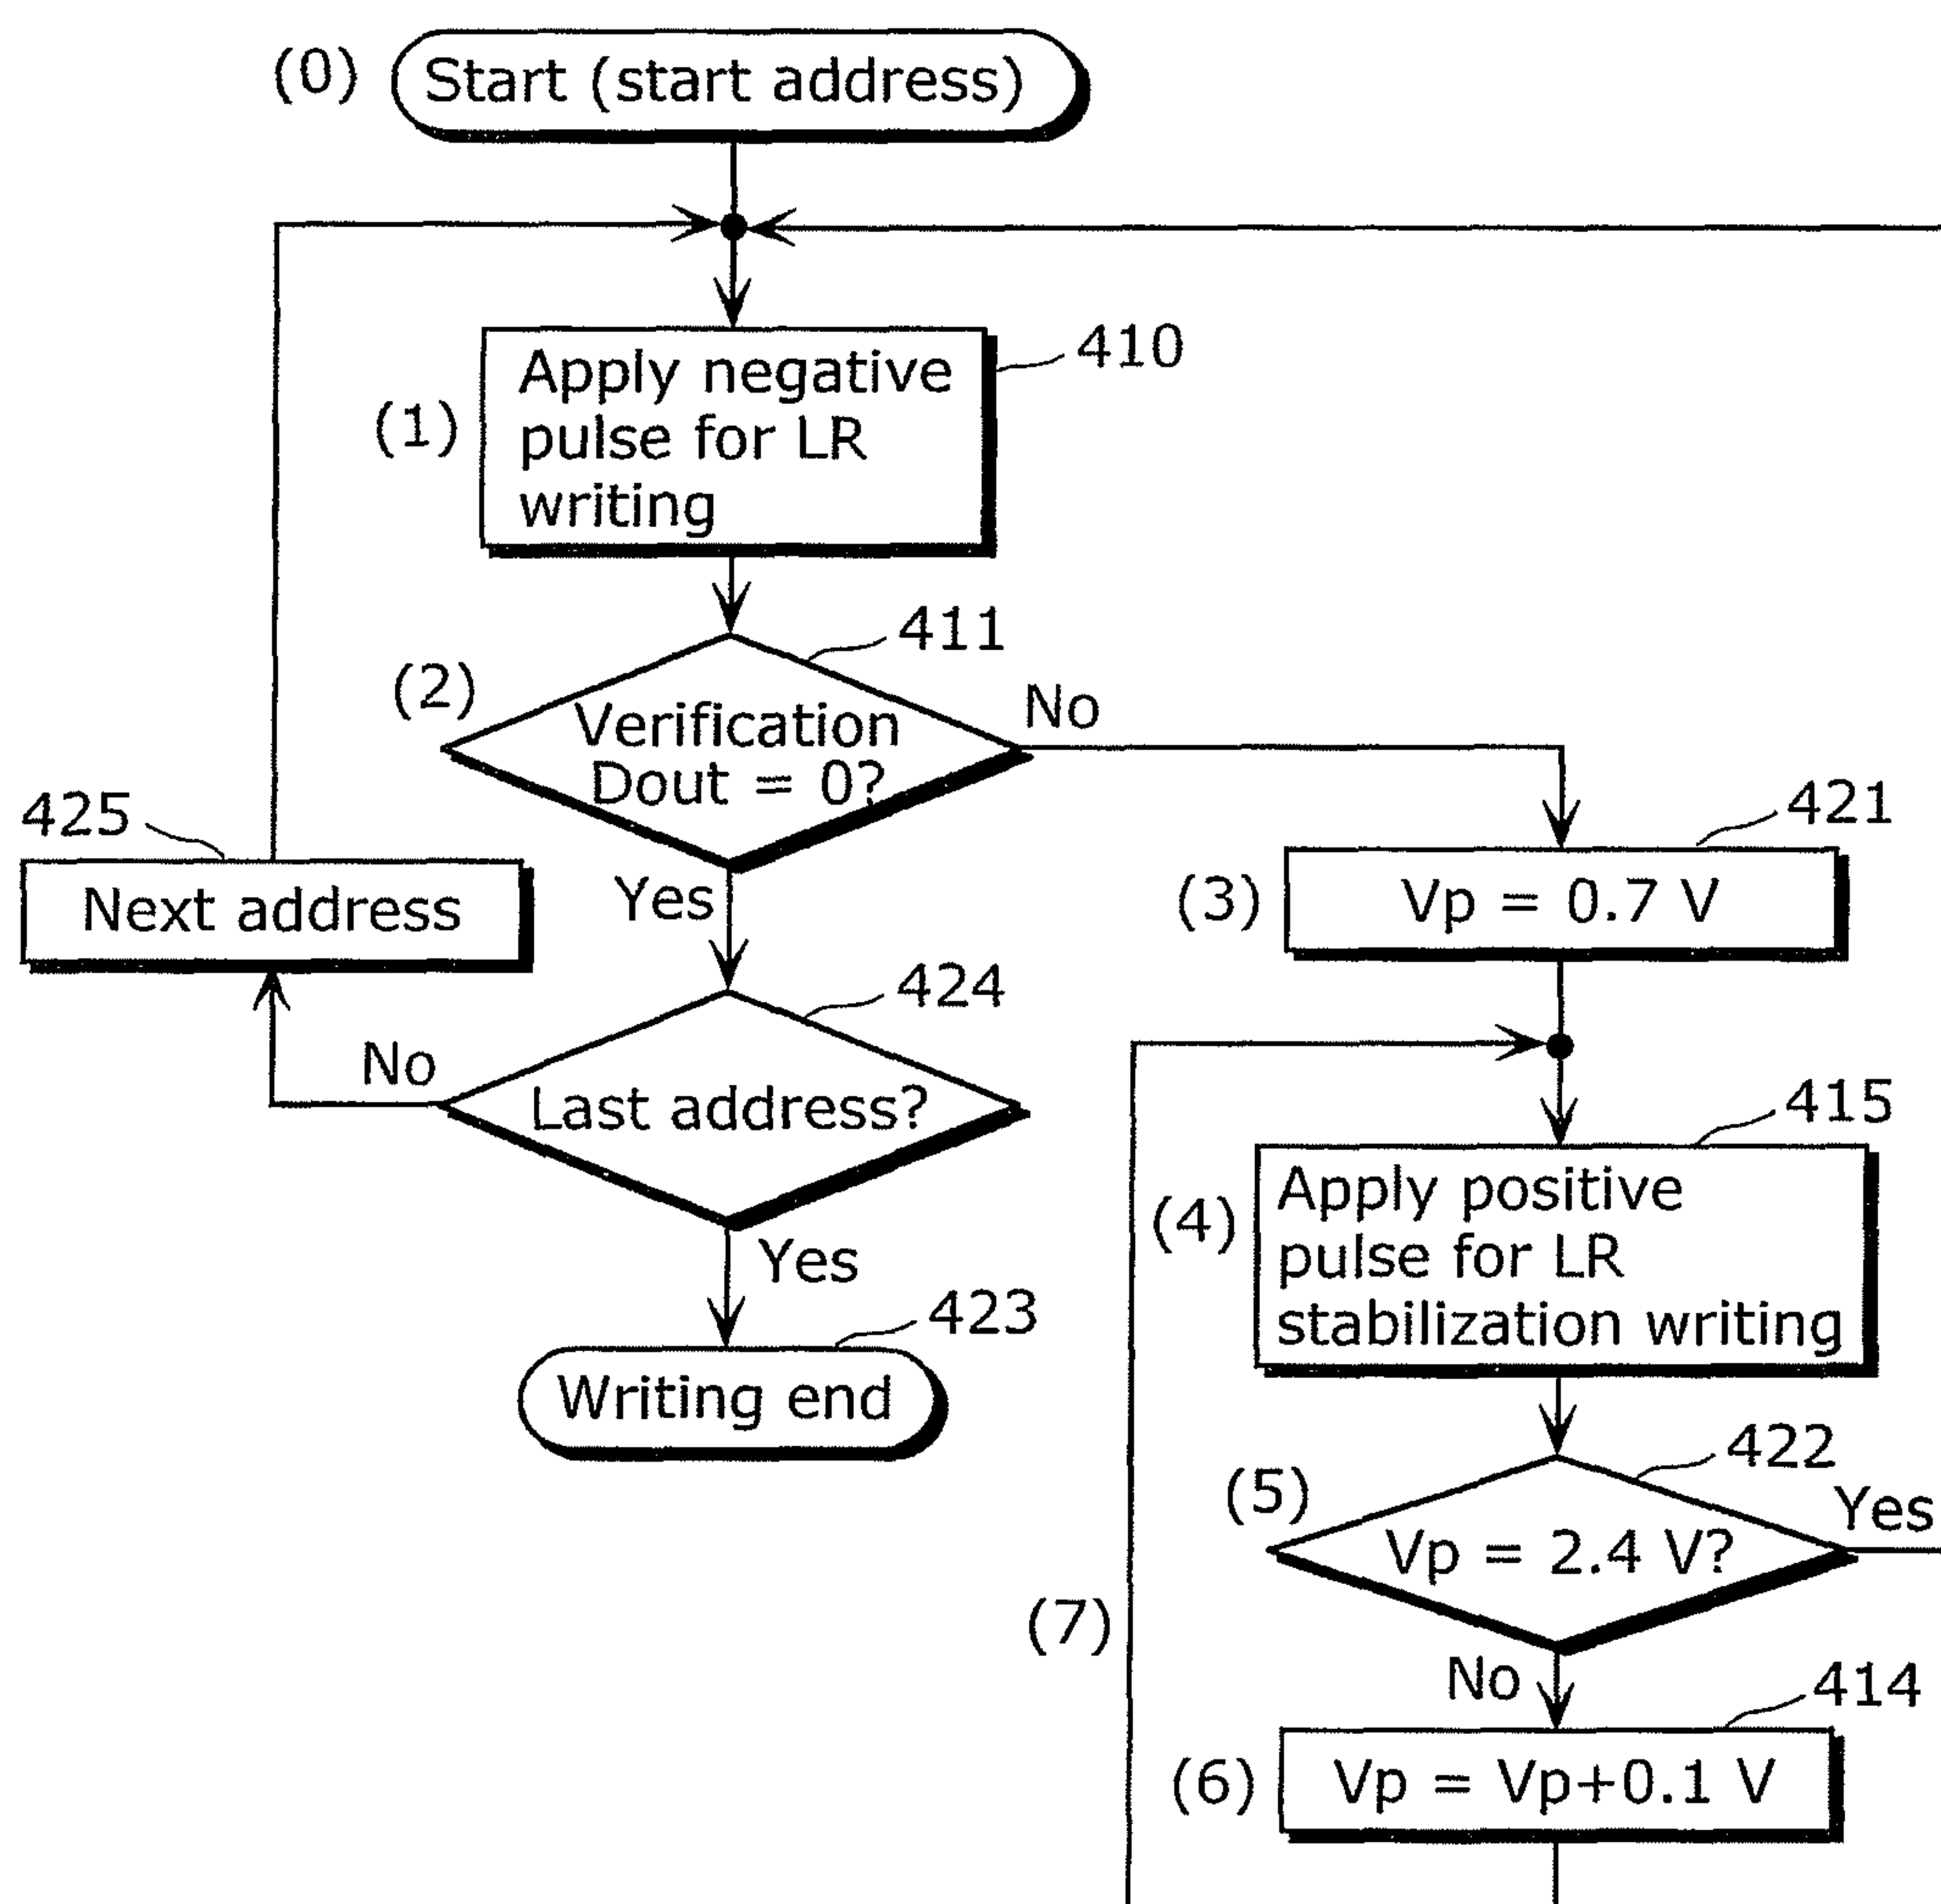 (0) Start (start address)
410
Apply negative
(1) pulse for LR
writing
411
(2) Verification
Dout = 0?
No
Yes
425
Next address
421
(3) Vp = 0.7 V
424
No
Last address?
Yes
423
Writing end
415
Apply positive
(4) pulse for LR
stabilization writing
422
(5) Vp = 2.4 V?
Yes
No
(7)
414
(6) Vp = Vp+0.1 V